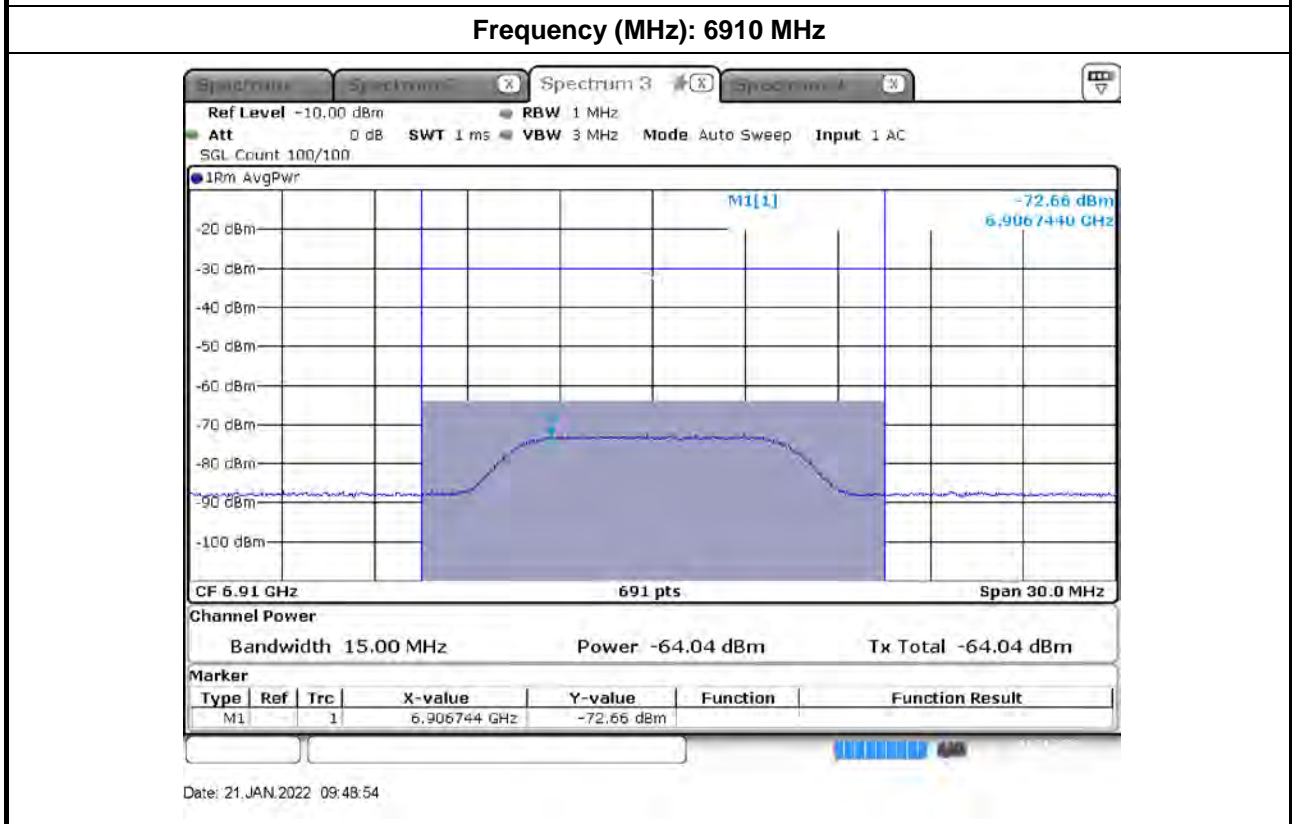 Frequency (MHz): 6910 MHz
Spectrum 3
Ref Level -10.00 dBm RBW 1 MHz
Att 0 dB SWT 1 ms VBW 3 MHz Mode Auto Sweep Input 1 AC
SGL Count 100/100
1Rm AvgPwr
M1[1] -72.66 dBm
6.9067440 GHz
-20 dBm
-30 dBm
-40 dBm
-50 dBm
-60 dBm
-70 dBm
-80 dBm
-90 dBm
-100 dBm
CF 6.91 GHz 691 pts Span 30.0 MHz
Channel Power
Bandwidth 15.00 MHz Power -64.04 dBm Tx Total -64.04 dBm
Marker
Type Ref Trc X-value Y-value Function Function Result
M1 1 6.906744 GHz -72.66 dBm
Date: 21.JAN.2022 09:48:54